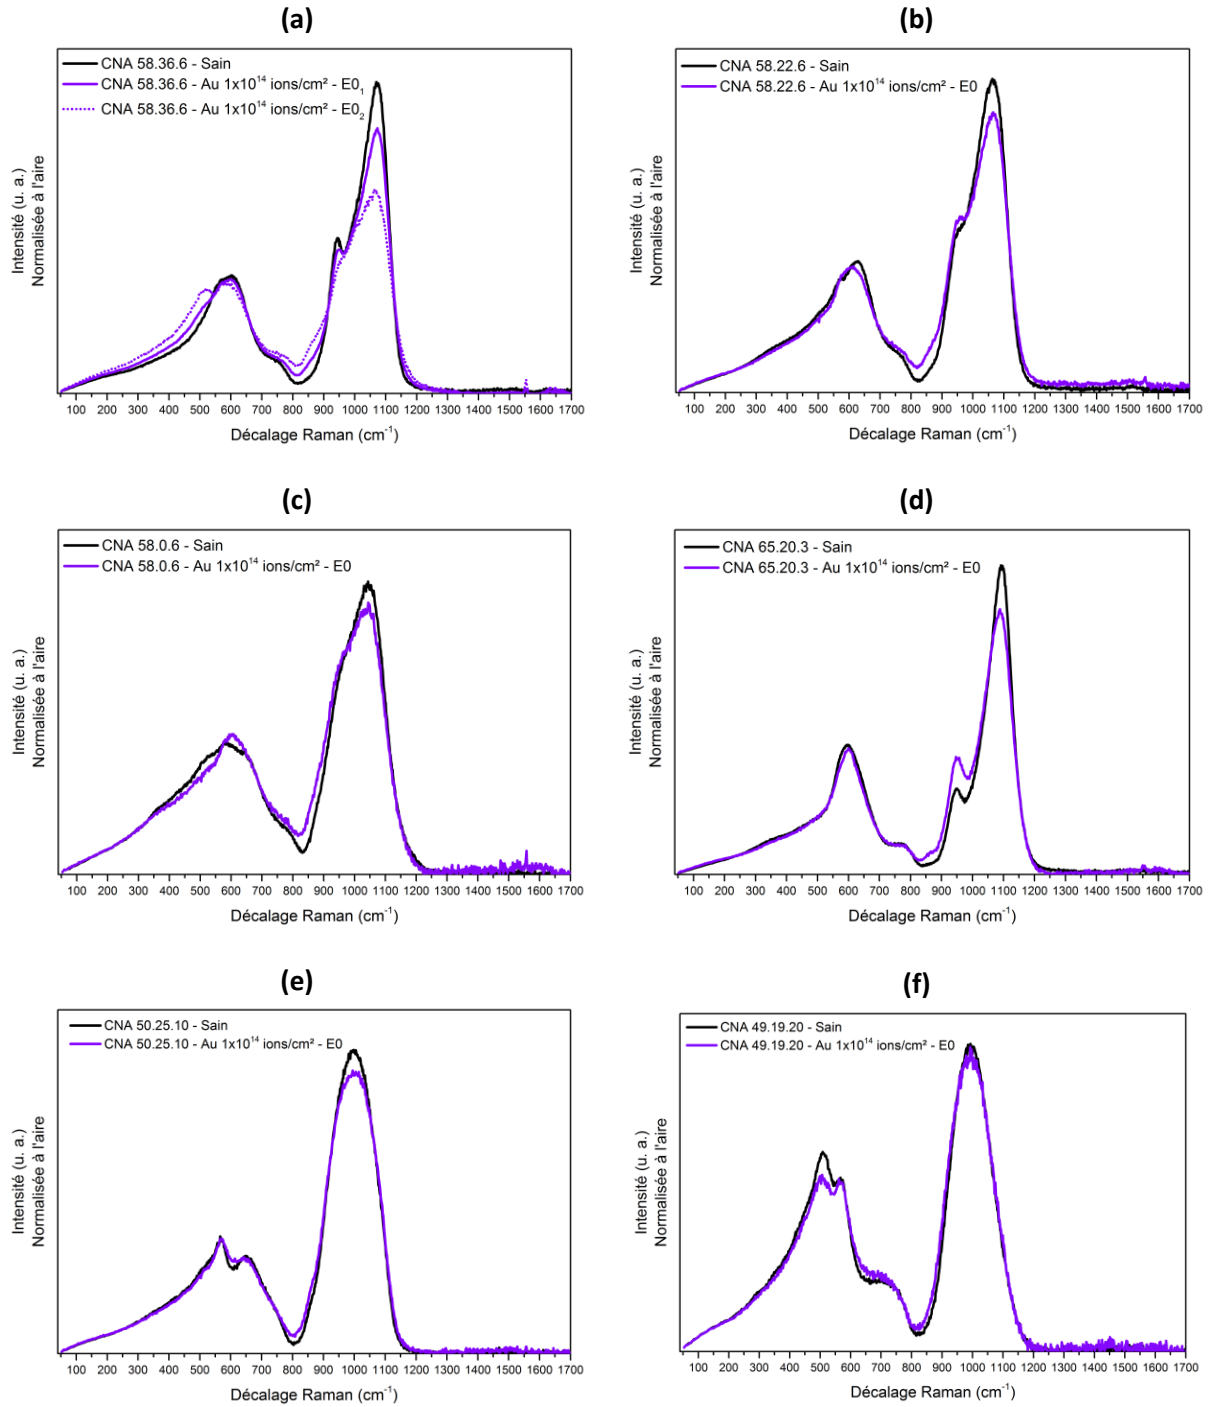 (a)
CNA 58.36.6 - Sain
CNA 58.36.6 - Au 1x10¹⁴ ions/cm² - E0₁
CNA 58.36.6 - Au 1x10¹⁴ ions/cm² - E0₂
Intensité (u. a.)
Normalisée à l'aire
100 200 300 400 500 600 700 800 900 1000 1100 1200 1300 1400 1500 1600 1700
Décalage Raman (cm⁻¹)
(b)
CNA 58.22.6 - Sain
CNA 58.22.6 - Au 1x10¹⁴ ions/cm² - E0
Intensité (u. a.)
Normalisée à l'aire
100 200 300 400 500 600 700 800 900 1000 1100 1200 1300 1400 1500 1600 1700
Décalage Raman (cm⁻¹)
(c)
CNA 58.0.6 - Sain
CNA 58.0.6 - Au 1x10¹⁴ ions/cm² - E0
Intensité (u. a.)
Normalisée à l'aire
100 200 300 400 500 600 700 800 900 1000 1100 1200 1300 1400 1500 1600 1700
Décalage Raman (cm⁻¹)
(d)
CNA 65.20.3 - Sain
CNA 65.20.3 - Au 1x10¹⁴ ions/cm² - E0
Intensité (u. a.)
Normalisée à l'aire
100 200 300 400 500 600 700 800 900 1000 1100 1200 1300 1400 1500 1600 1700
Décalage Raman (cm⁻¹)
(e)
CNA 50.25.10 - Sain
CNA 50.25.10 - Au 1x10¹⁴ ions/cm² - E0
Intensité (u. a.)
Normalisée à l'aire
100 200 300 400 500 600 700 800 900 1000 1100 1200 1300 1400 1500 1600 1700
Décalage Raman (cm⁻¹)
(f)
CNA 49.19.20 - Sain
CNA 49.19.20 - Au 1x10¹⁴ ions/cm² - E0
Intensité (u. a.)
Normalisée à l'aire
100 200 300 400 500 600 700 800 900 1000 1100 1200 1300 1400 1500 1600 1700
Décalage Raman (cm⁻¹)